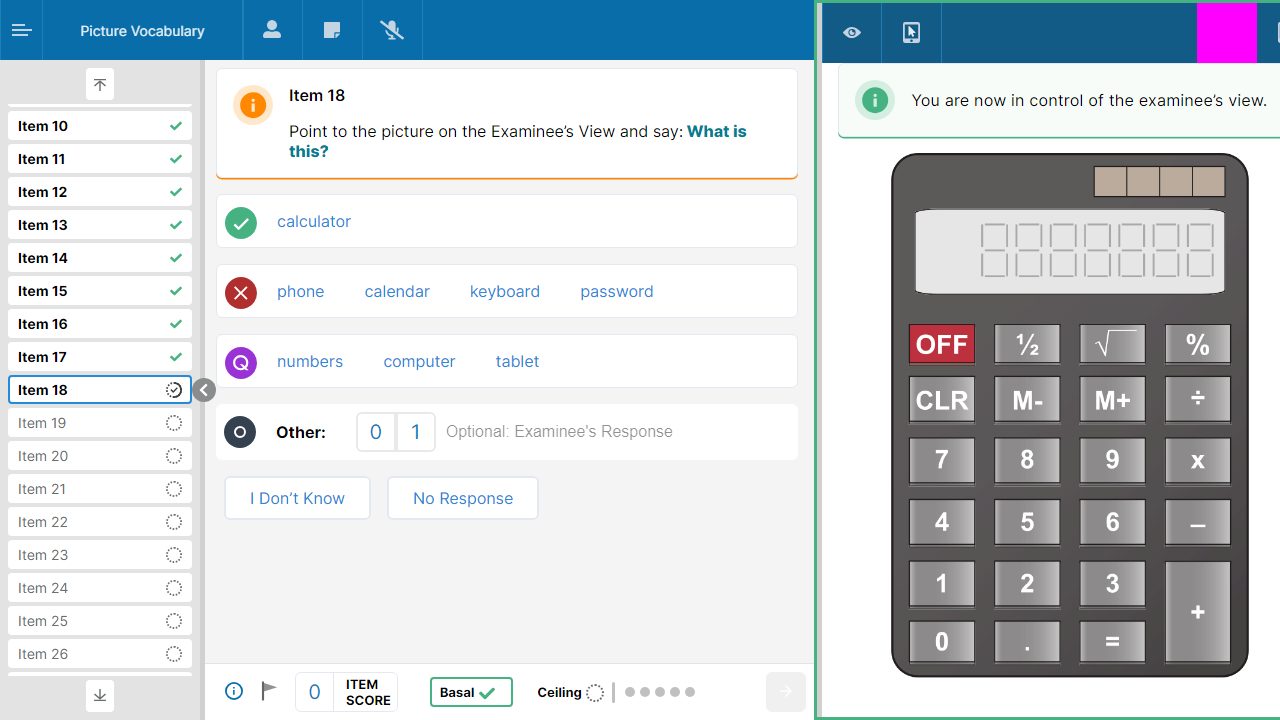 Picture Vocabulary
Item 10
Item 11
Item 12
Item 13
Item 14
Item 15
Item 16
Item 17
Item 18
Item 19
Item 20
Item 21
Item 22
Item 23
Item 24
Item 25
Item 26
Item 18
Point to the picture on the Examinee’s View and say: What is
this?
calculator
phone calendar keyboard password
Q numbers computer tablet
Other: 0 1 Optional: Examinee's Response
I Don’t Know No Response
0 ITEM
SCORE
Basal
Ceiling
You are now in control of the examinee’s view.
OFF ½ √ %
CLR M- M+ ÷
7 8 9 x
4 5 6 –
1 2 3 +
0 . =